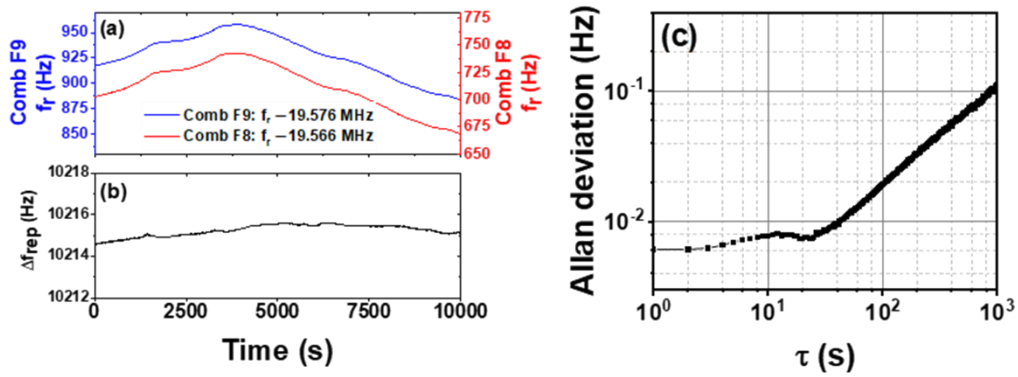 (a)
950
925
900
875
850
Comb F9
fr (Hz)
775
750
725
700
675
650
Comb F8
fr (Hz)
Comb F9: fr −19.576 MHz
Comb F8: fr −19.566 MHz
(b)
10218
10216
10214
10212
Δfrep (Hz)
0 2500 5000 7500 10000
Time (s)
(c)
Allan deviation (Hz)
10⁻¹
10⁻²
10⁰ 10¹ 10² 10³
τ (s)